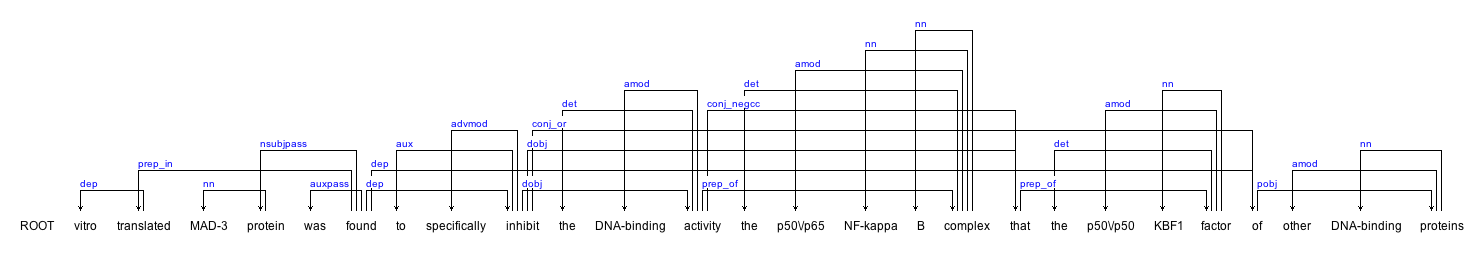 nn
nn
amod
amod det nn
det conj_negcc amod
advmod conj_or
nsubjpass aux dobj det nn
prep_in dep amod
dep nn auxpass dep dobj prep_of prep_of pobj
ROOT vitro translated MAD-3 protein was found to specifically inhibit the DNA-binding activity the p50\/p65 NF-kappa B complex that the p50\/p50 KBF1 factor of other DNA-binding proteins